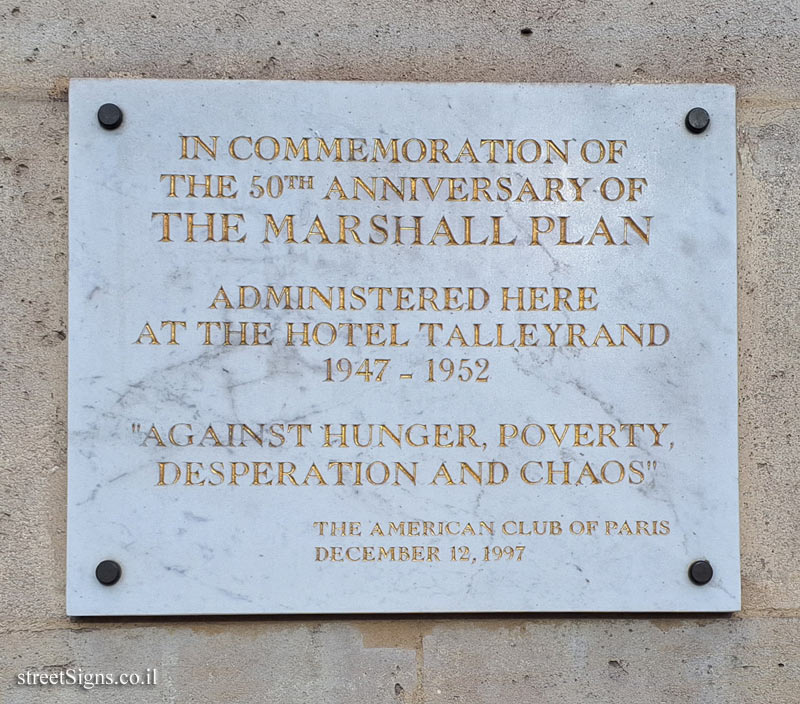 IN COMMEMORATION OF
THE 50TH ANNIVERSARY OF
THE MARSHALL PLAN
ADMINISTERED HERE
AT THE HOTEL TALLEYRAND
1947 - 1952
"AGAINST HUNGER, POVERTY,
DESPERATION AND CHAOS"
THE AMERICAN CLUB OF PARIS
DECEMBER 12, 1997
streetSigns.co.il